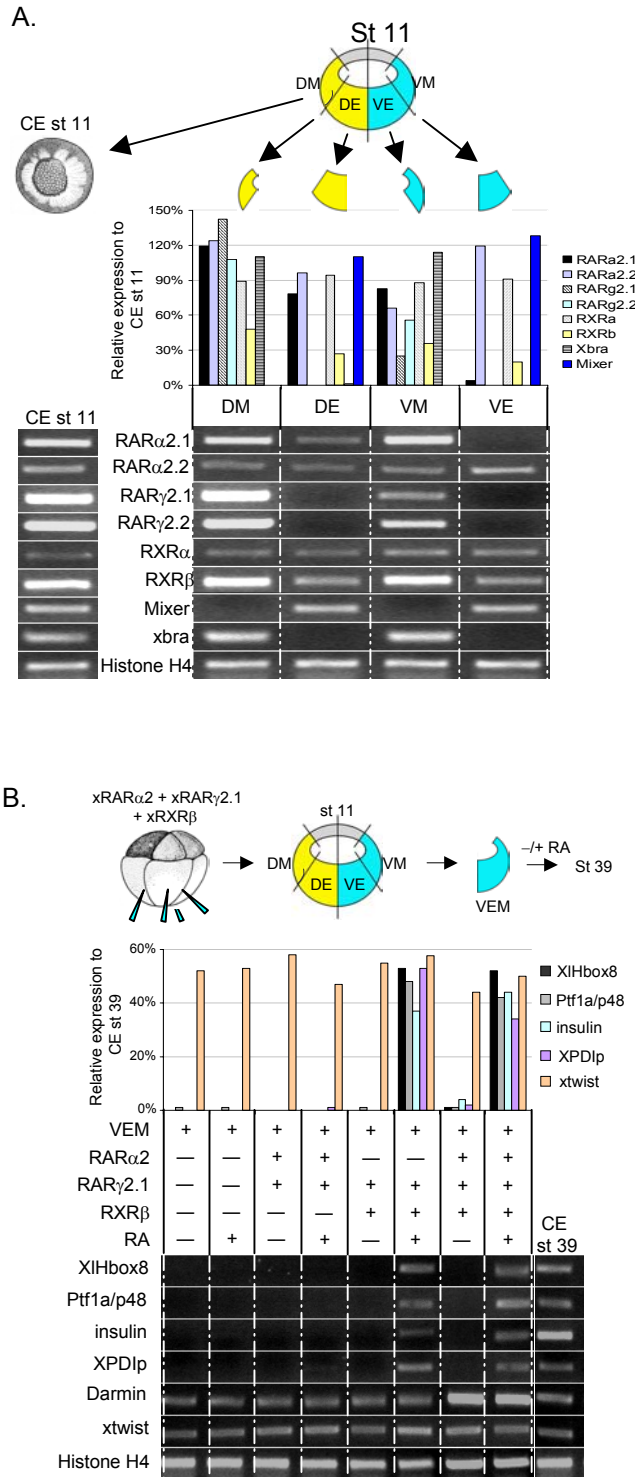 A.
St 11
DM
VM
DE
VE
CE st 11
150%
120%
90%
60%
30%
0%
Relative expression to
CE st 11
RARa2.1
RARa2.2
RARg2.1
RARg2.2
RXRa
RXRb
Xbra
Mixer
DM DE VM VE
CE st 11
RARα2.1
RARα2.2
RARγ2.1
RARγ2.2
RXRα
RXRβ
Mixer
xbra
Histone H4
B.
xRARα2 + xRARγ2.1
+ xRXRβ
st 11
DM
VM
DE
VE
VEM
–/+ RA
St 39
60%
40%
20%
0%
Relative expression to
CE st 39
XlHbox8
Ptf1a/p48
insulin
XPDIp
xtwist
VEM + + + + + + + +
RARα2 — — + + — — + +
RARγ2.1 — — + + + + + +
RXRβ — — — — + + + +
RA — + — + — + — +
CE
st 39
XlHbox8
Ptf1a/p48
insulin
XPDIp
Darmin
xtwist
Histone H4